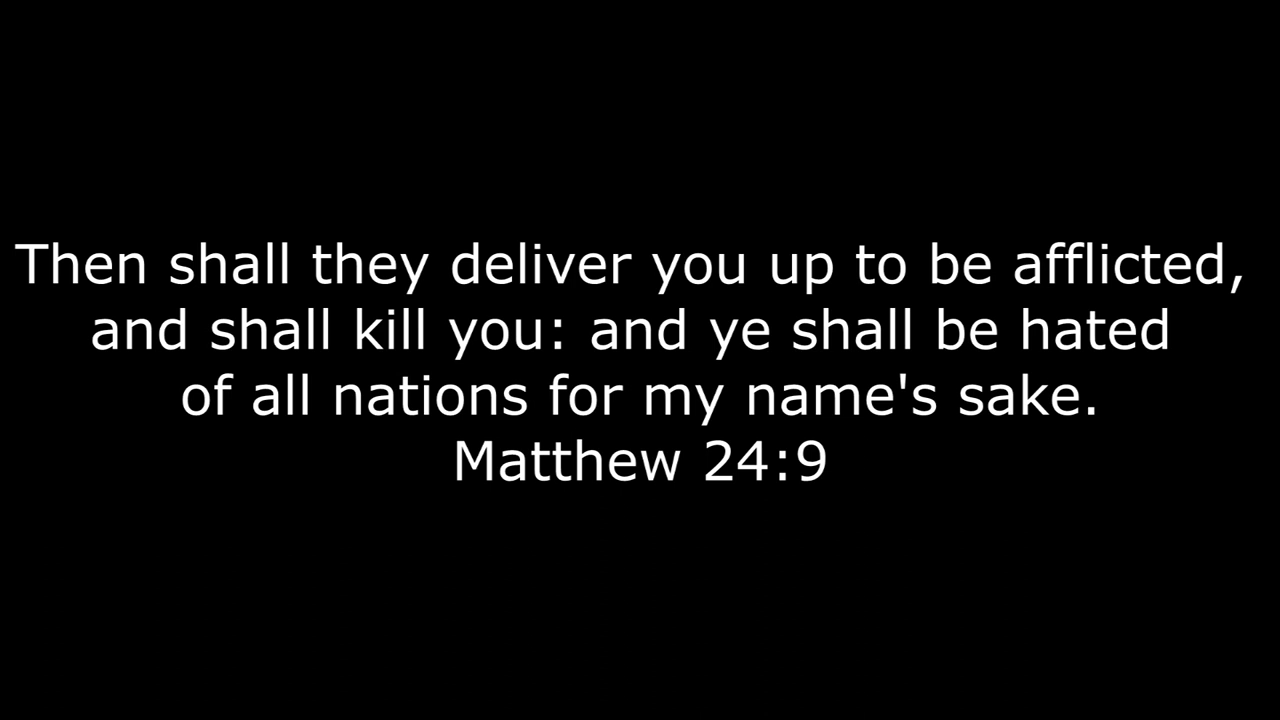 Then shall they deliver you up to be afflicted,
and shall kill you: and ye shall be hated
of all nations for my name's sake.
Matthew 24:9